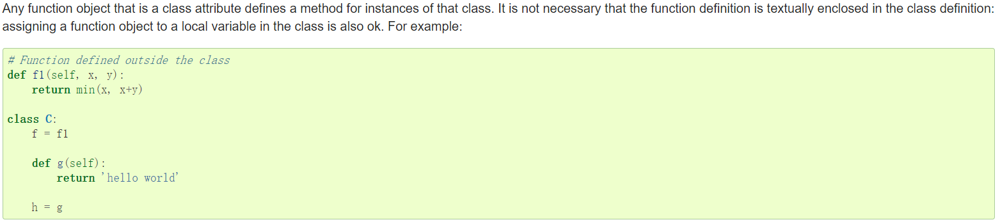 Any function object that is a class attribute defines a method for instances of that class. It is not necessary that the function definition is textually enclosed in the class definition:
assigning a function object to a local variable in the class is also ok. For example:
# Function defined outside the class
def f1(self, x, y):
    return min(x, x+y)
class C:
    f = f1
    def g(self):
        return 'hello world'
    h = g